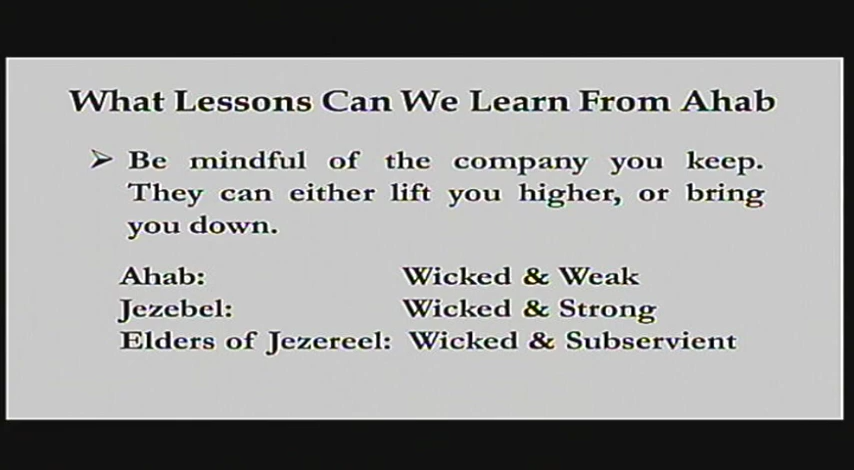 What Lessons Can We Learn From Ahab
➢ Be mindful of the company you keep.
They can either lift you higher, or bring
you down.
Ahab: Wicked & Weak
Jezebel: Wicked & Strong
Elders of Jezereel: Wicked & Subservient